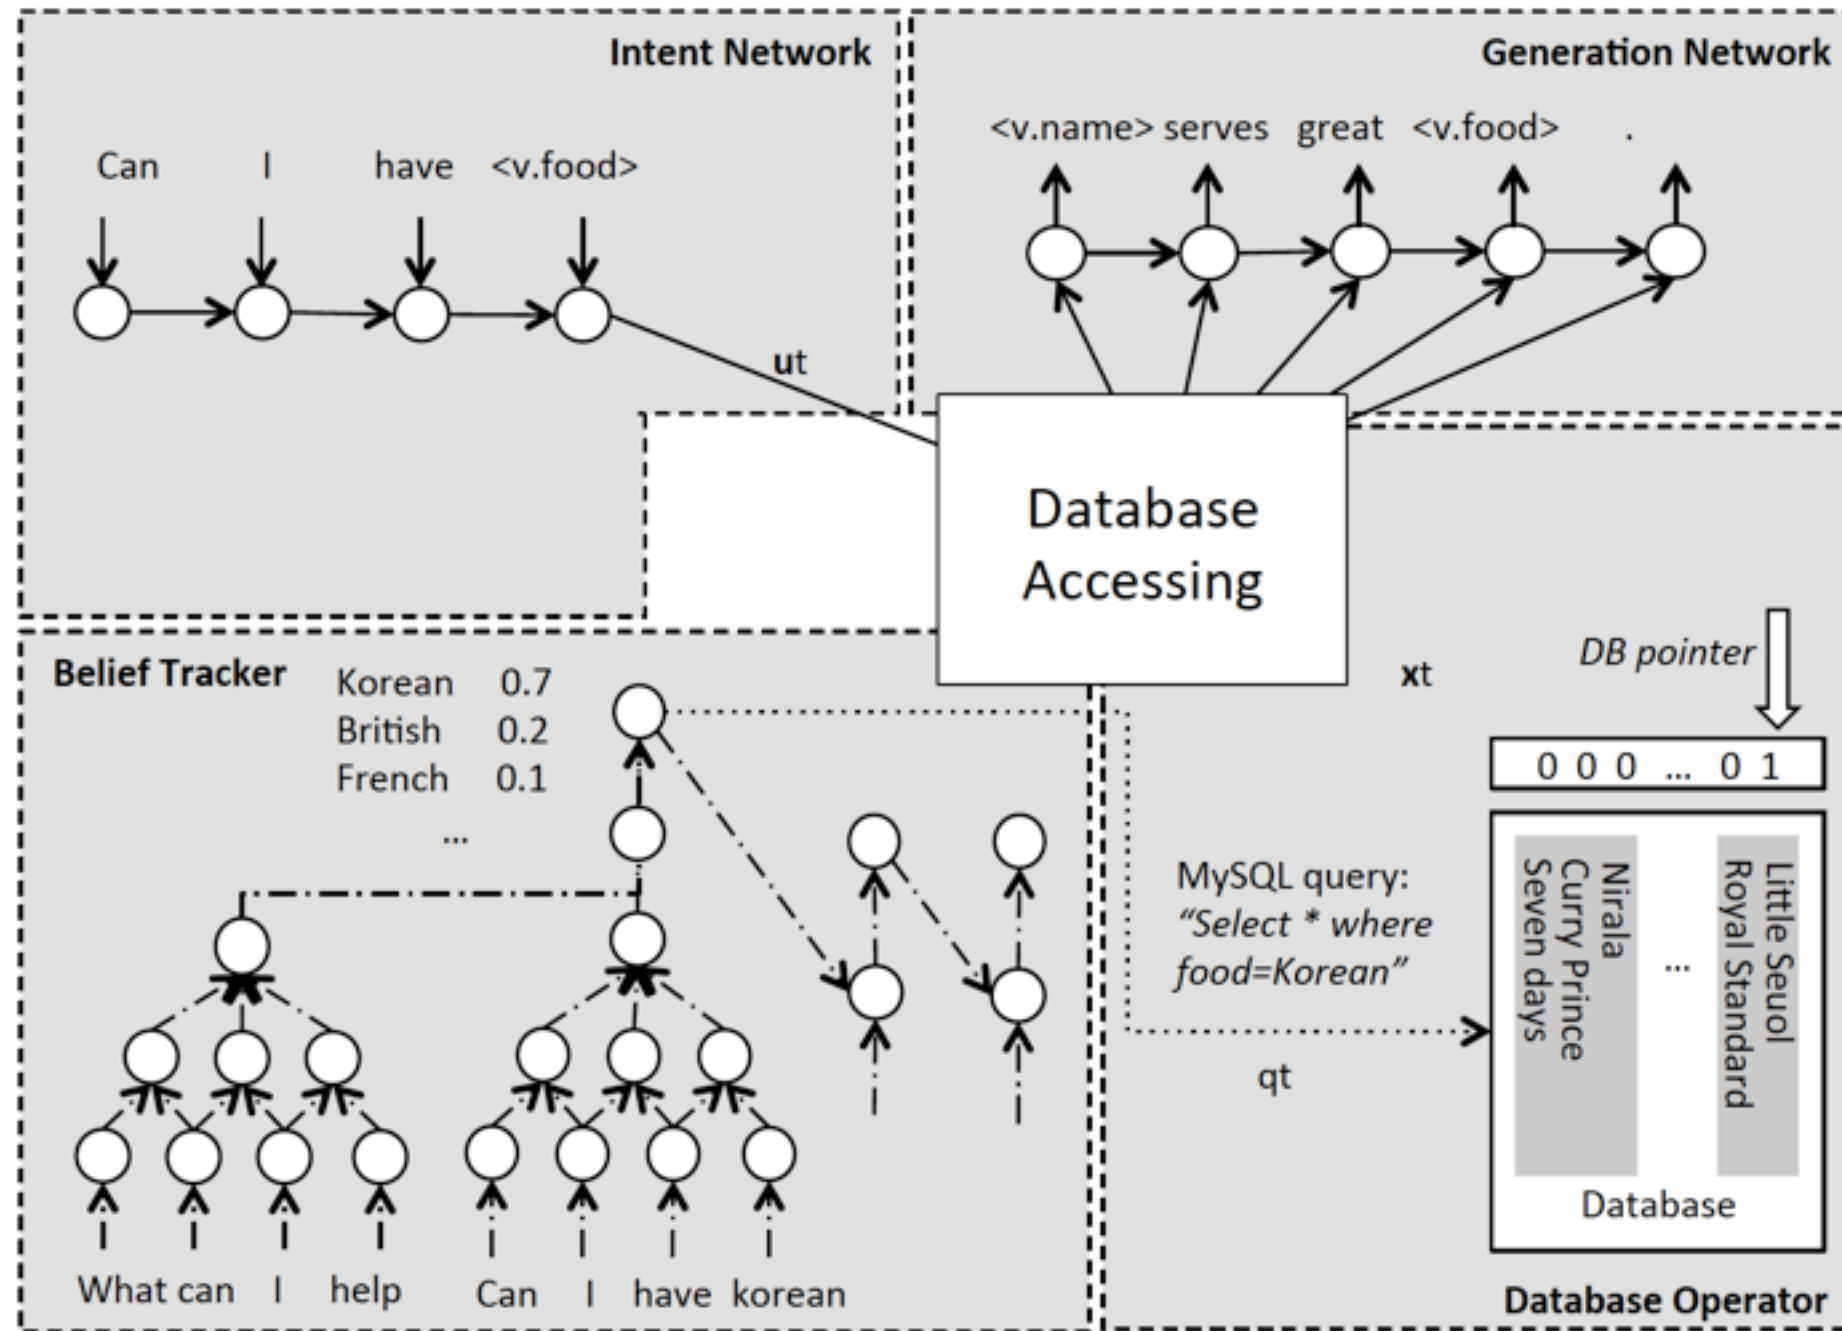 Intent Network
Can I have <v.food>
ut
Generation Network
<v.name> serves great <v.food> .
Database
Accessing
Belief Tracker
Korean 0.7
British 0.2
French 0.1
...
What can I help
Can I have korean
xt
DB pointer
0 0 0 ... 0 1
MySQL query:
“Select * where
food=Korean”
qt
Nirala
Curry Prince
Seven days
...
Little Seuol
Royal Standard
Database
Database Operator